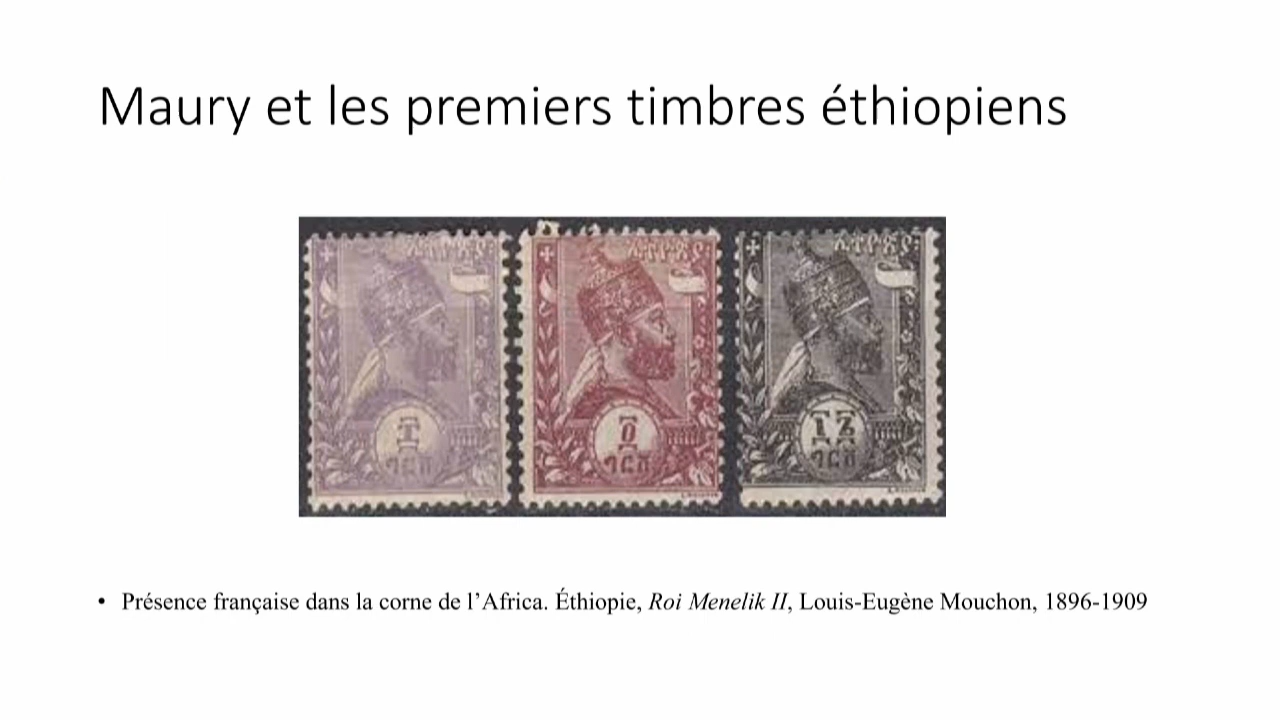 Maury et les premiers timbres éthiopiens
• Présence française dans la corne de l’Africa. Éthiopie, Roi Menelik II, Louis-Eugène Mouchon, 1896-1909